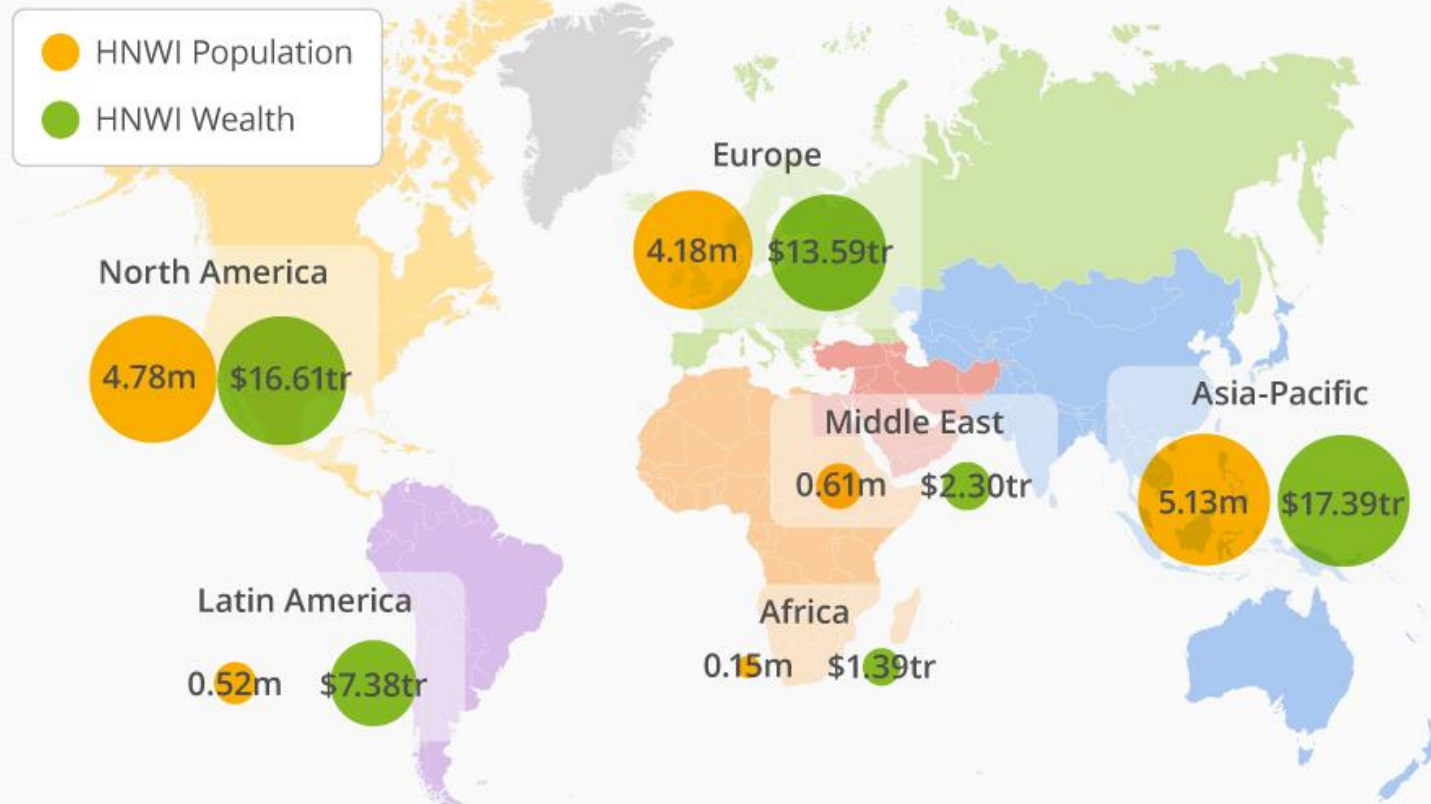 HNWI Population
HNWI Wealth
Europe
4.18m $13.59tr
North America
4.78m $16.61tr
Asia-Pacific
5.13m $17.39tr
Middle East
0.61m $2.30tr
Latin America
0.52m $7.38tr
Africa
0.15m $1.39tr